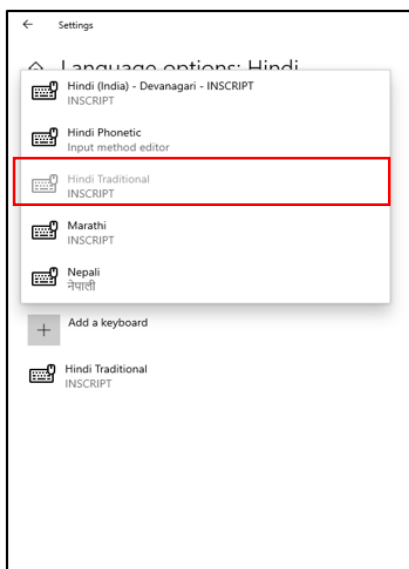 Settings
Language options: Hindi
Hindi (India) - Devanagari - INSCRIPT
INSCRIPT
Hindi Phonetic
Input method editor
Hindi Traditional
INSCRIPT
Marathi
INSCRIPT
Nepali
नेपाली
Add a keyboard
Hindi Traditional
INSCRIPT